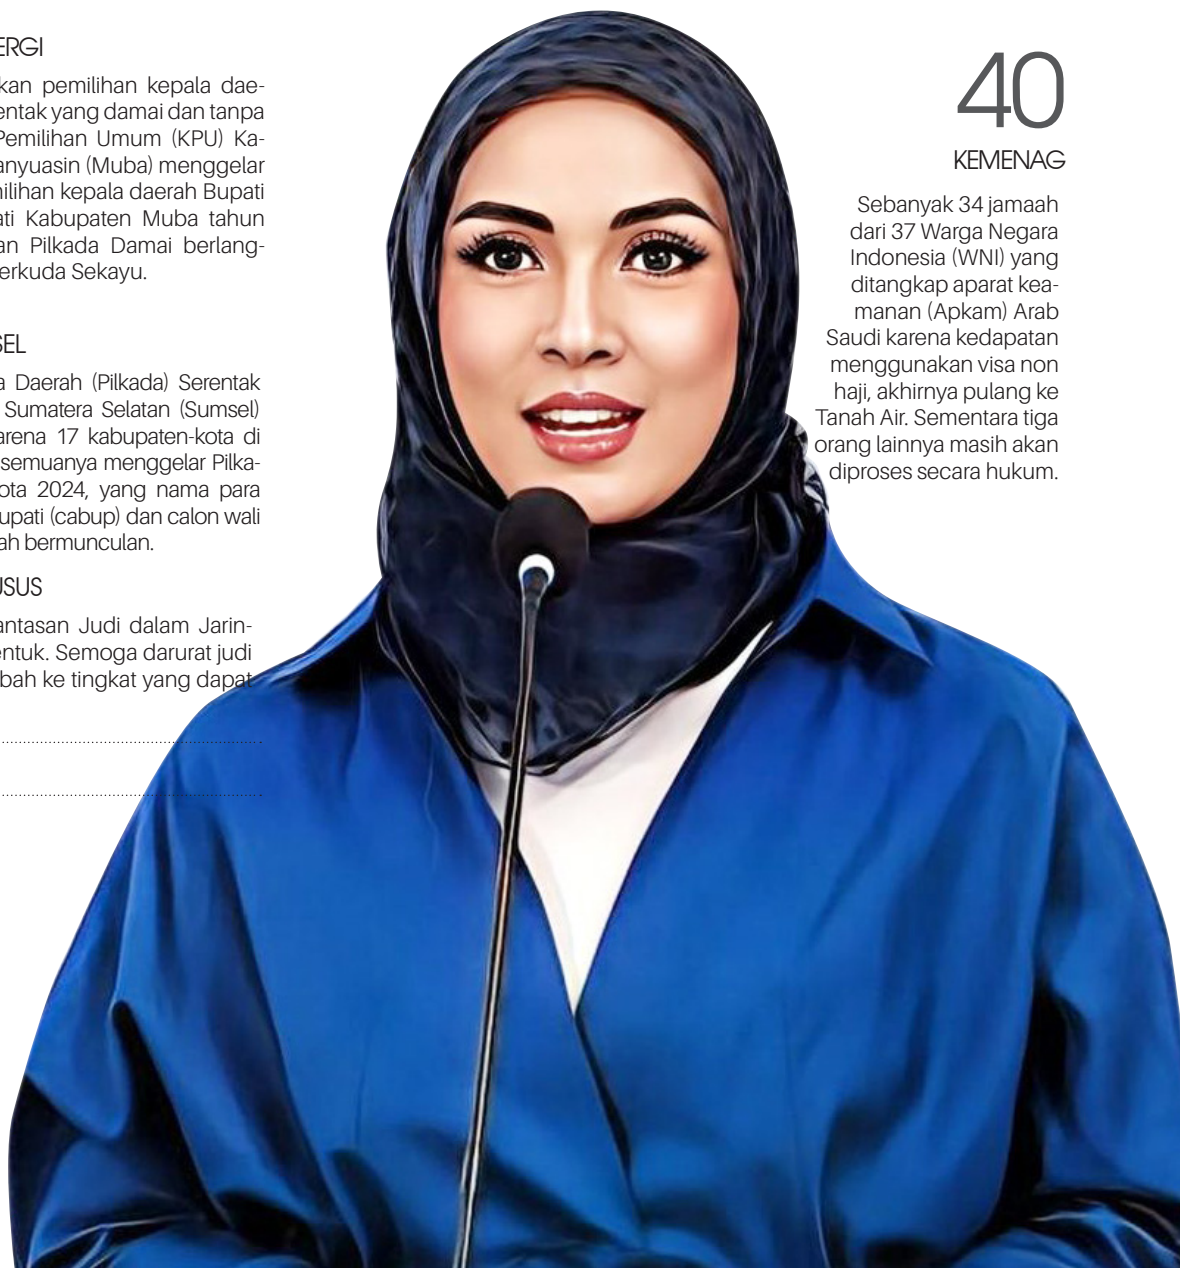 ERGI
kan pemilihan kepala dae-
entak yang damai dan tanpa
Pemilihan Umum (KPU) Ka-
anyuasin (Muba) menggelar
nilihan kepala daerah Bupati
ati Kabupaten Muba tahun
an Pilkada Damai berlang-
erkuda Sekayu.
SEL
a Daerah (Pilkada) Serentak
Sumatera Selatan (Sumsel)
arena 17 kabupaten-kota di
semuanya menggelar Pilka-
ota 2024, yang nama para
upati (cabup) dan calon wali
ah bermunculan.
USUS
antasan Judi dalam Jarin-
entuk. Semoga darurat judi
bah ke tingkat yang dapat
40
KEMENAG
Sebanyak 34 jamaah
dari 37 Warga Negara
Indonesia (WNI) yang
ditangkap aparat kea-
manan (Apkam) Arab
Saudi karena kedapatan
menggunakan visa non
haji, akhirnya pulang ke
Tanah Air. Sementara tiga
orang lainnya masih akan
diproses secara hukum.